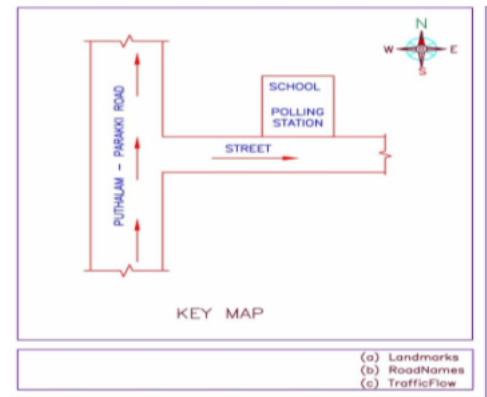 N
W E
S
SCHOOL
POLLING
STATION
STREET
PUTHALAM - PARAKKI ROAD
KEY MAP
(a) Landmarks
(b) RoadNames
(c) TrafficFlow